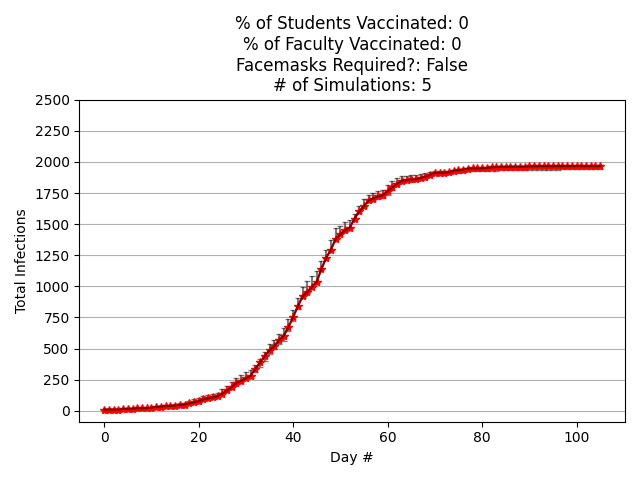 % of Students Vaccinated: 0
% of Faculty Vaccinated: 0
Facemasks Required?: False
# of Simulations: 5
2500
2250
2000
1750
1500
1250
1000
750
500
250
0
Total Infections
0 20 40 60 80 100
Day #